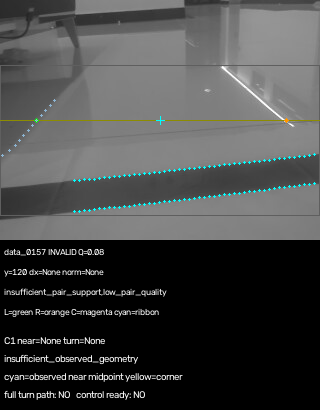 data_0157 INVALID Q=0.08
y=120 dx=None norm=None
insufficient_pair_support,low_pair_quality
L=green R=orange C=magenta cyan=ribbon
C1 near=None turn=None
insufficient_observed_geometry
cyan=observed near midpoint yellow=corner
full turn path: NO control ready: NO